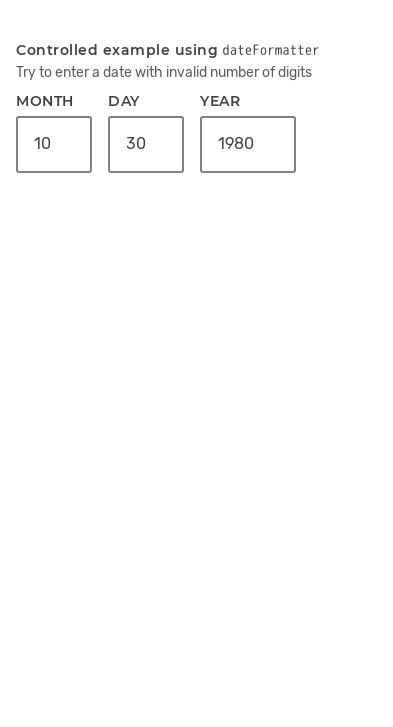 Controlled example using dateFormatter
Try to enter a date with invalid number of digits
MONTH DAY YEAR
10 30 1980